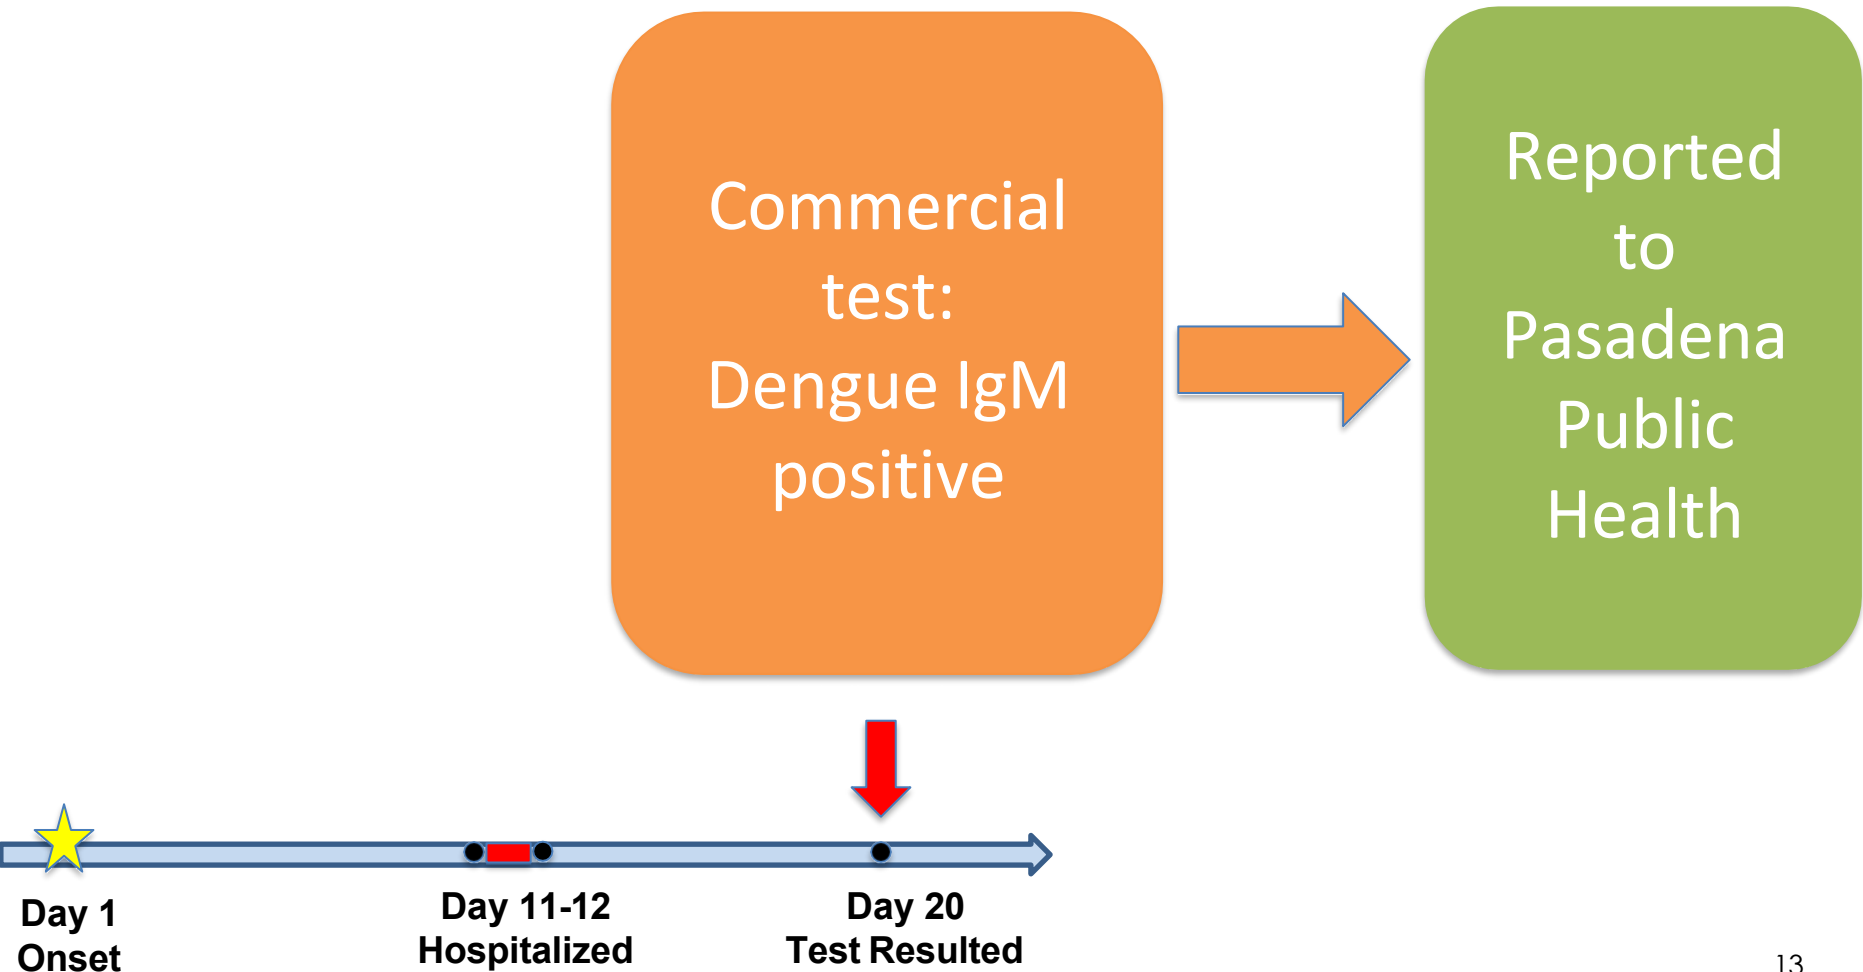 Commercial
test:
Dengue IgM
positive
Reported
to
Pasadena
Public
Health
Day 1
Onset
Day 11-12
Hospitalized
Day 20
Test Resulted
13